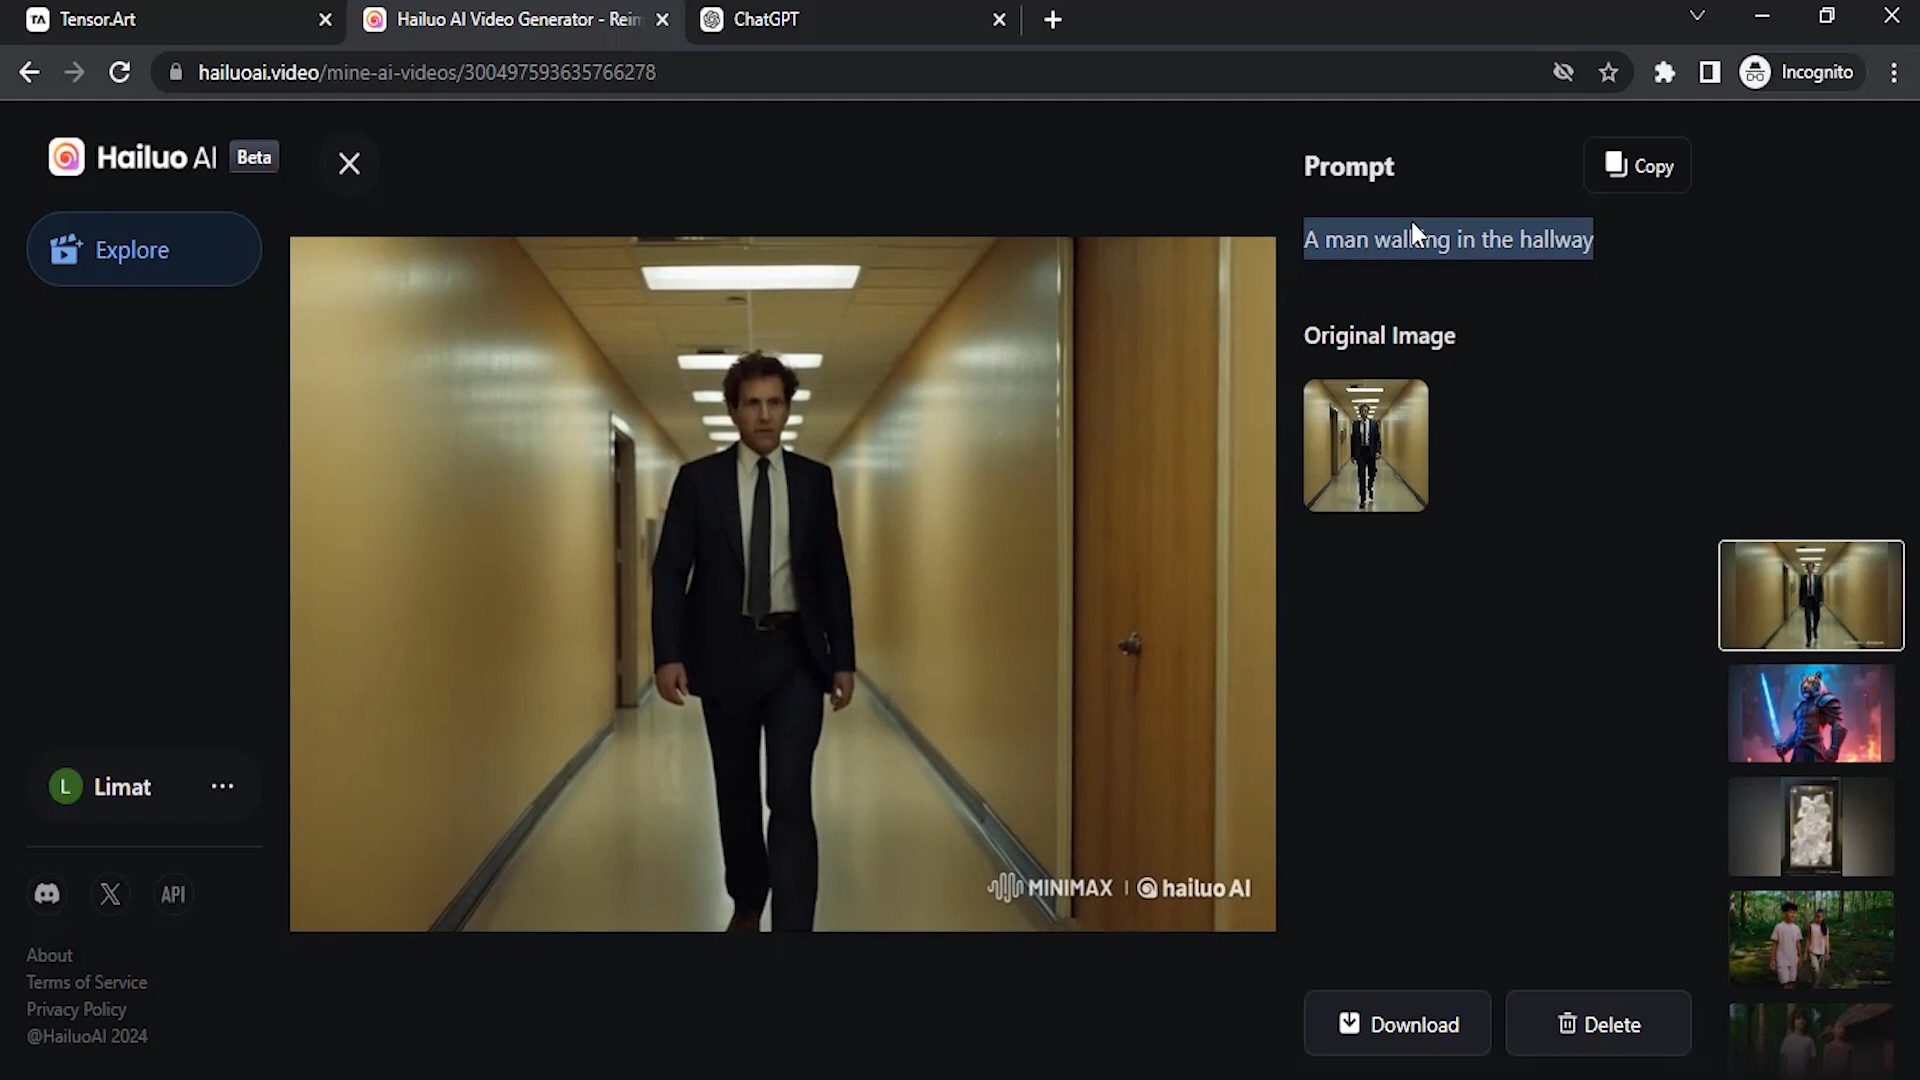 TA Tensor.Art
Hailuo AI Video Generator - Reim
ChatGPT
hailuoai.video/mine-ai-videos/300497593635766278
Incognito
Hailuo AI Beta
Explore
Prompt
Copy
A man walking in the hallway
Original Image
MINIMAX | hailuo AI
L Limat
API
About
Terms of Service
Privacy Policy
@HailuoAI 2024
Download
Delete